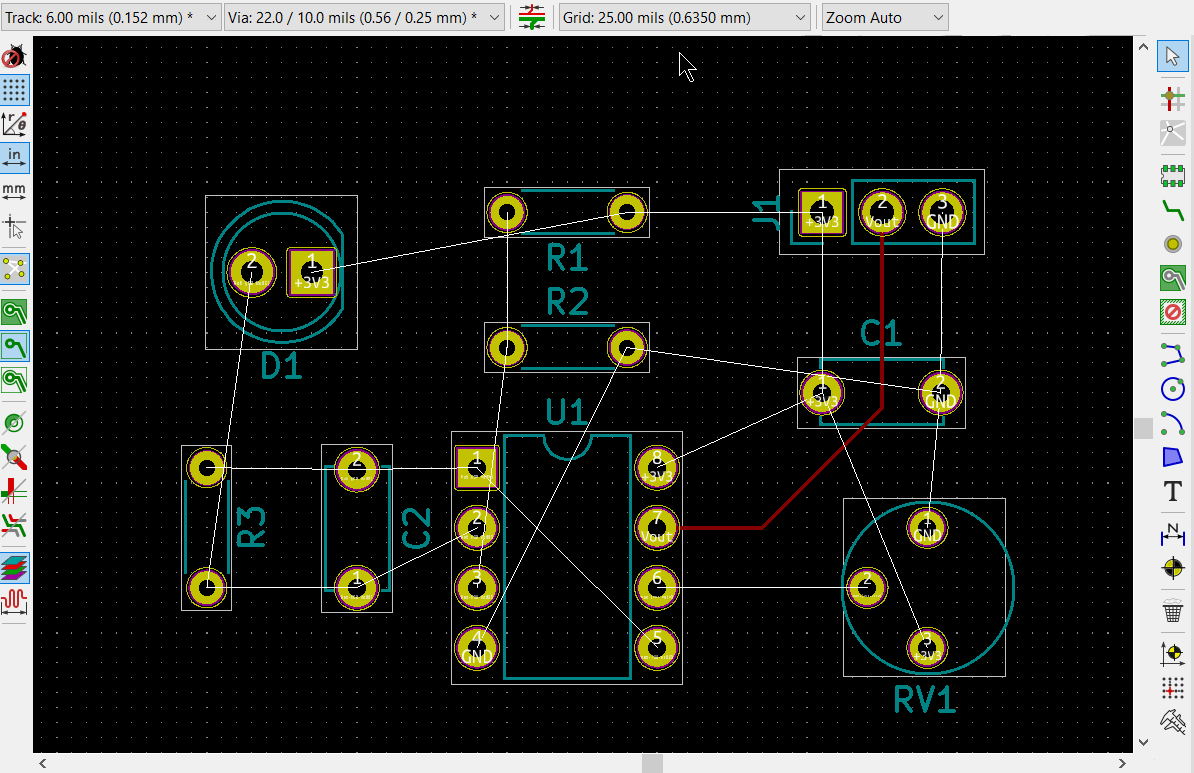 Track: 6.00 mils (0.152 mm) *
Via: 22.0 / 10.0 mils (0.56 / 0.25 mm) *
Grid: 25.00 mils (0.6350 mm)
Zoom Auto
in
mm
J1
1
+3V3
2
Vout
3
GND
2
1
+3V3
D1
R1
R2
C1
1
+3V3
2
GND
U1
1
2
3
4
GND
8
+3V3
7
Vout
6
5
R3
2
1
C2
1
GND
2
3
+3V3
RV1
T
N